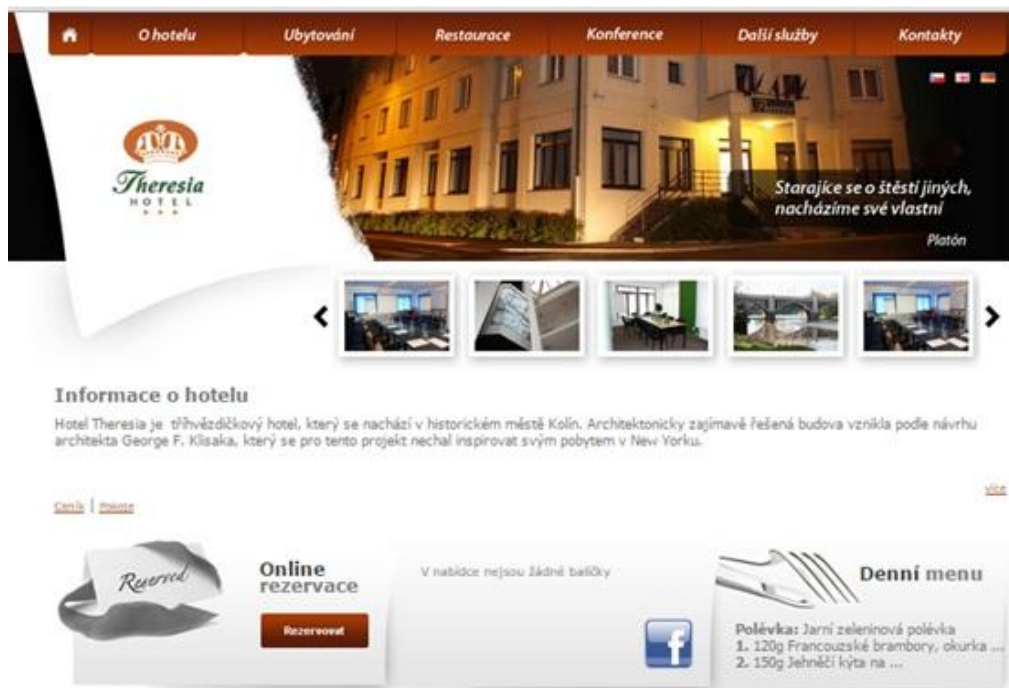 O hotelu
Ubytování
Restaurace
Konference
Další služby
Kontakty
Theresia
HOTEL
Starajíce se o štěstí jiných,
nacházíme své vlastní
Platón
Informace o hotelu
Hotel Theresia je tříhvězdičkový hotel, který se nachází v historickém městě Kolín. Architektonicky zajímavě řešená budova vznikla podle návrhu
architekta George F. Klisaka, který se pro tento projekt nechal inspirovat svým pobytem v New Yorku.
více
Ceník | Pokoje
Reserved
Online
rezervace
Rezervovat
V nabídce nejsou žádné balíčky
f
Denní menu
Polévka: Jarní zeleninová polévka
1. 120g Francouzské brambory, okurka ...
2. 150g Jehněčí kýta na ...